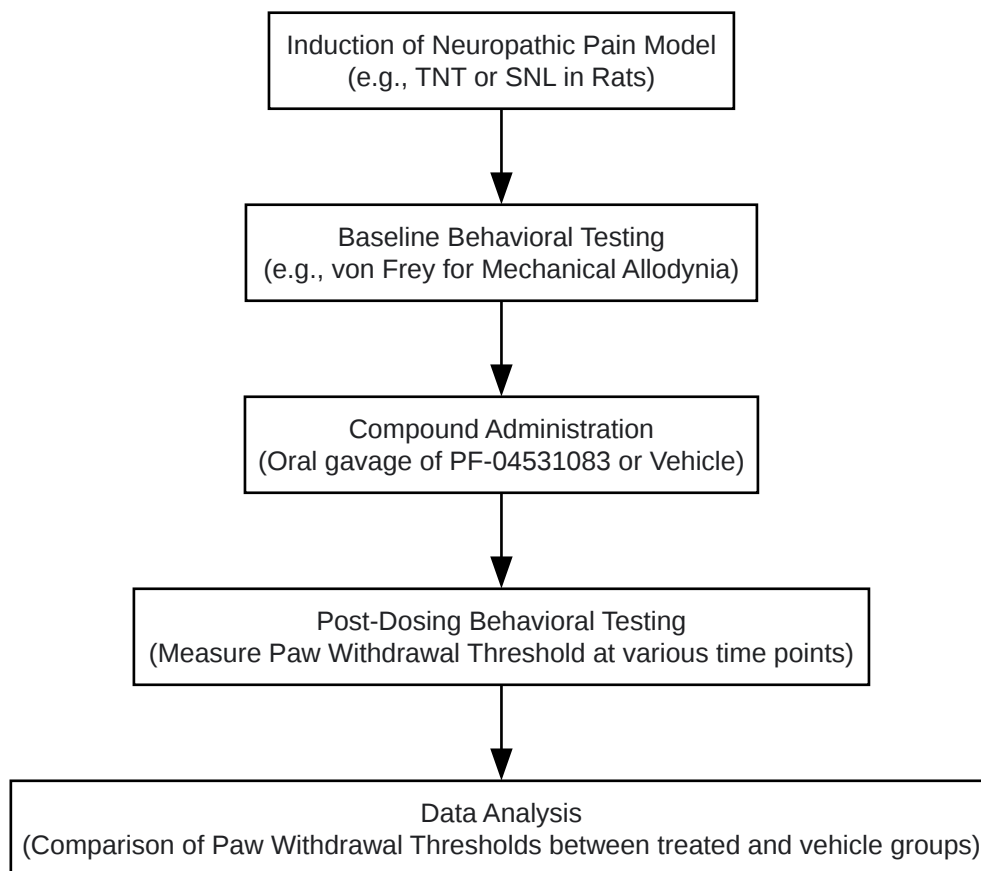 Induction of Neuropathic Pain Model
(e.g., TNT or SNL in Rats)
Baseline Behavioral Testing
(e.g., von Frey for Mechanical Allodynia)
Compound Administration
(Oral gavage of PF-04531083 or Vehicle)
Post-Dosing Behavioral Testing
(Measure Paw Withdrawal Threshold at various time points)
Data Analysis
(Comparison of Paw Withdrawal Thresholds between treated and vehicle groups)